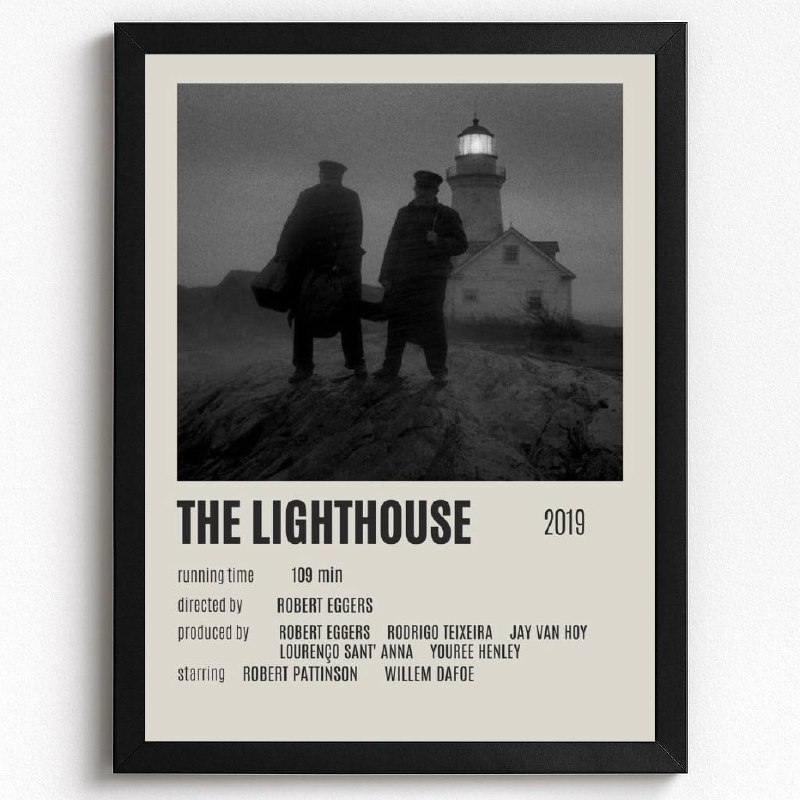 THE LIGHTHOUSE 2019
running time 109 min
directed by ROBERT EGGERS
produced by ROBERT EGGERS RODRIGO TEIXEIRA JAY VAN HOY
LOURENÇO SANT' ANNA YOUREE HENLEY
starring ROBERT PATTINSON WILLEM DAFOE